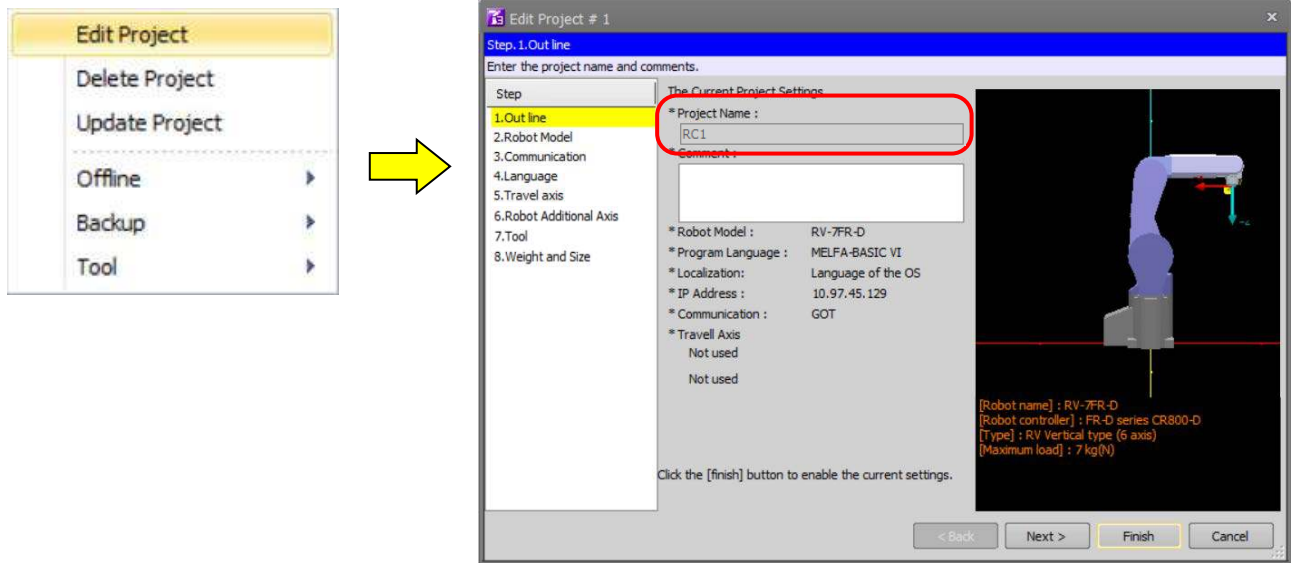 Edit Project
Delete Project
Update Project
Offline
Backup
Tool
Edit Project # 1
Step. 1.Out line
Enter the project name and comments.
Step
1.Out line
2.Robot Model
3.Communication
4.Language
5.Travel axis
6.Robot Additional Axis
7.Tool
8.Weight and Size
The Current Project Settings
* Project Name :
RC1
* Comment :
* Robot Model : RV-7FR-D
* Program Language : MELFA-BASIC VI
* Localization: Language of the OS
* IP Address : 10.97.45.129
* Communication : GOT
* Travell Axis
Not used
Not used
Click the [finish] button to enable the current settings.
[Robot name] : RV-7FR-D
[Robot controller] : FR-D series CR800-D
[Type] : RV Vertical type (6 axis)
[Maximum load] : 7 kg(N)
< Back
Next >
Finish
Cancel